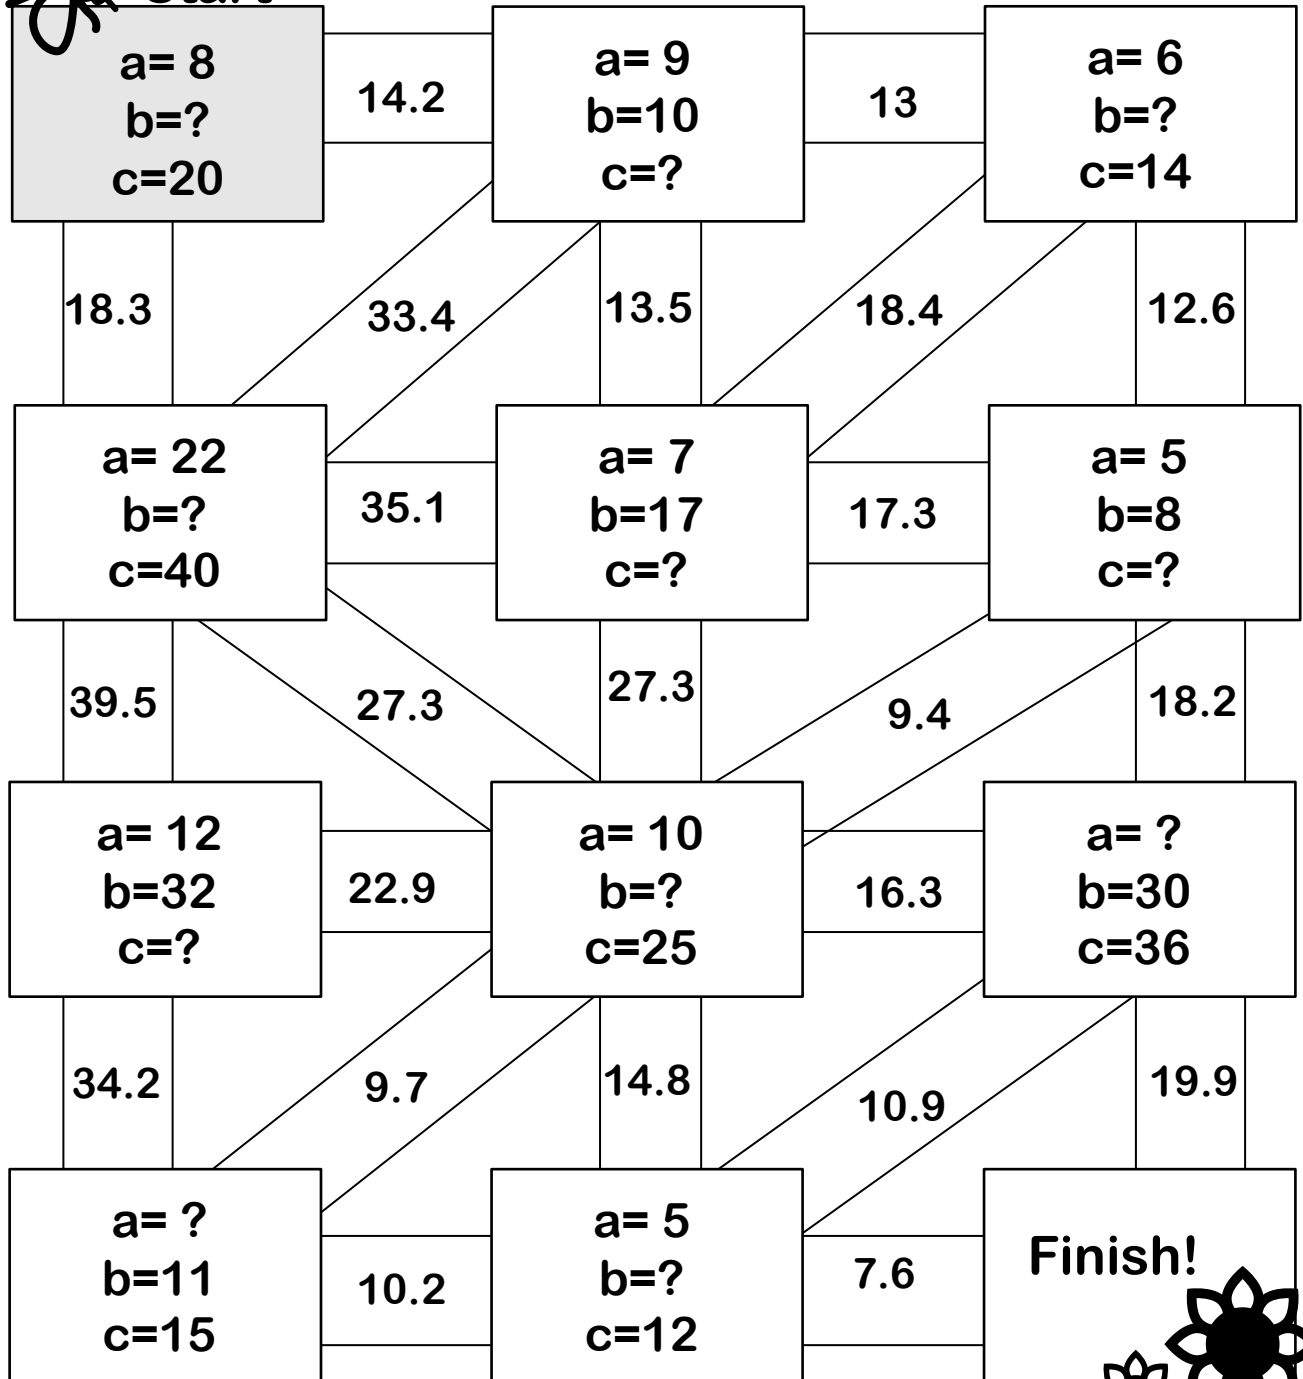 Start
a= 8
b=?
c=20
14.2
a= 9
b=10
c=?
13
a= 6
b=?
c=14
18.3
33.4
13.5
18.4
12.6
a= 22
b=?
c=40
35.1
a= 7
b=17
c=?
17.3
a= 5
b=8
c=?
39.5
27.3
27.3
9.4
18.2
a= 12
b=32
c=?
22.9
a= 10
b=?
c=25
16.3
a= ?
b=30
c=36
34.2
9.7
14.8
10.9
19.9
a= ?
b=11
c=15
10.2
a= 5
b=?
c=12
7.6
Finish!